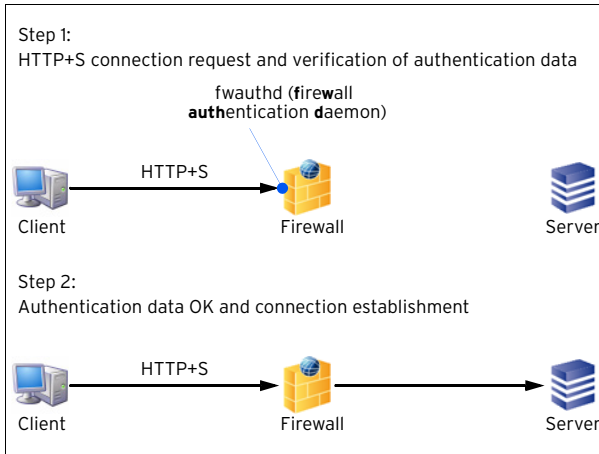 Step 1:
HTTP+S connection request and verification of authentication data
fwauthd (firewall
authentication daemon)
HTTP+S
Client
Firewall
Server
Step 2:
Authentication data OK and connection establishment
HTTP+S
Client
Firewall
Server